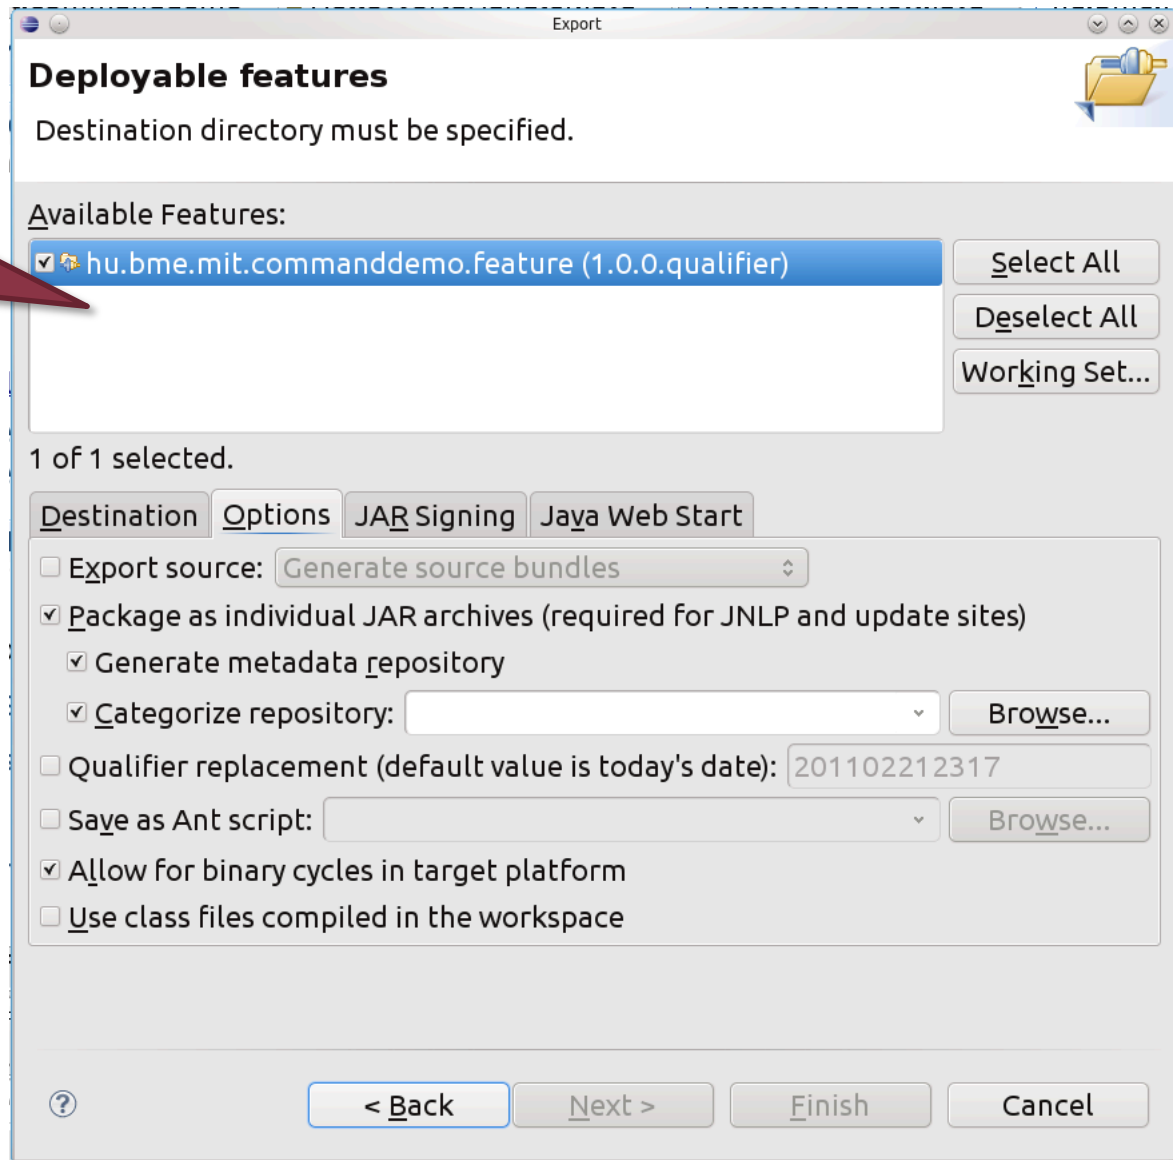 Export
Deployable features
Destination directory must be specified.
Available Features:
hu.bme.mit.commanddemo.feature (1.0.0.qualifier)
Select All
Deselect All
Working Set...
1 of 1 selected.
Destination Options JAR Signing Java Web Start
Export source: Generate source bundles
Package as individual JAR archives (required for JNLP and update sites)
Generate metadata repository
Categorize repository: Browse...
Qualifier replacement (default value is today's date): 201102212317
Save as Ant script: Browse...
Allow for binary cycles in target platform
Use class files compiled in the workspace
? < Back Next > Finish Cancel